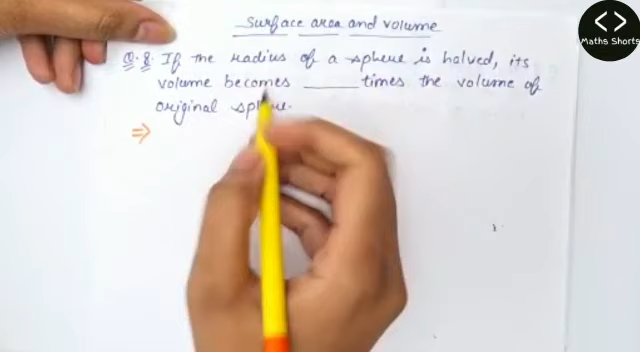 Surface area and volume
Q.8. If the radius of a sphere is halved, its
volume becomes ____ times the volume of
original sphere.
<>
Maths Shorts